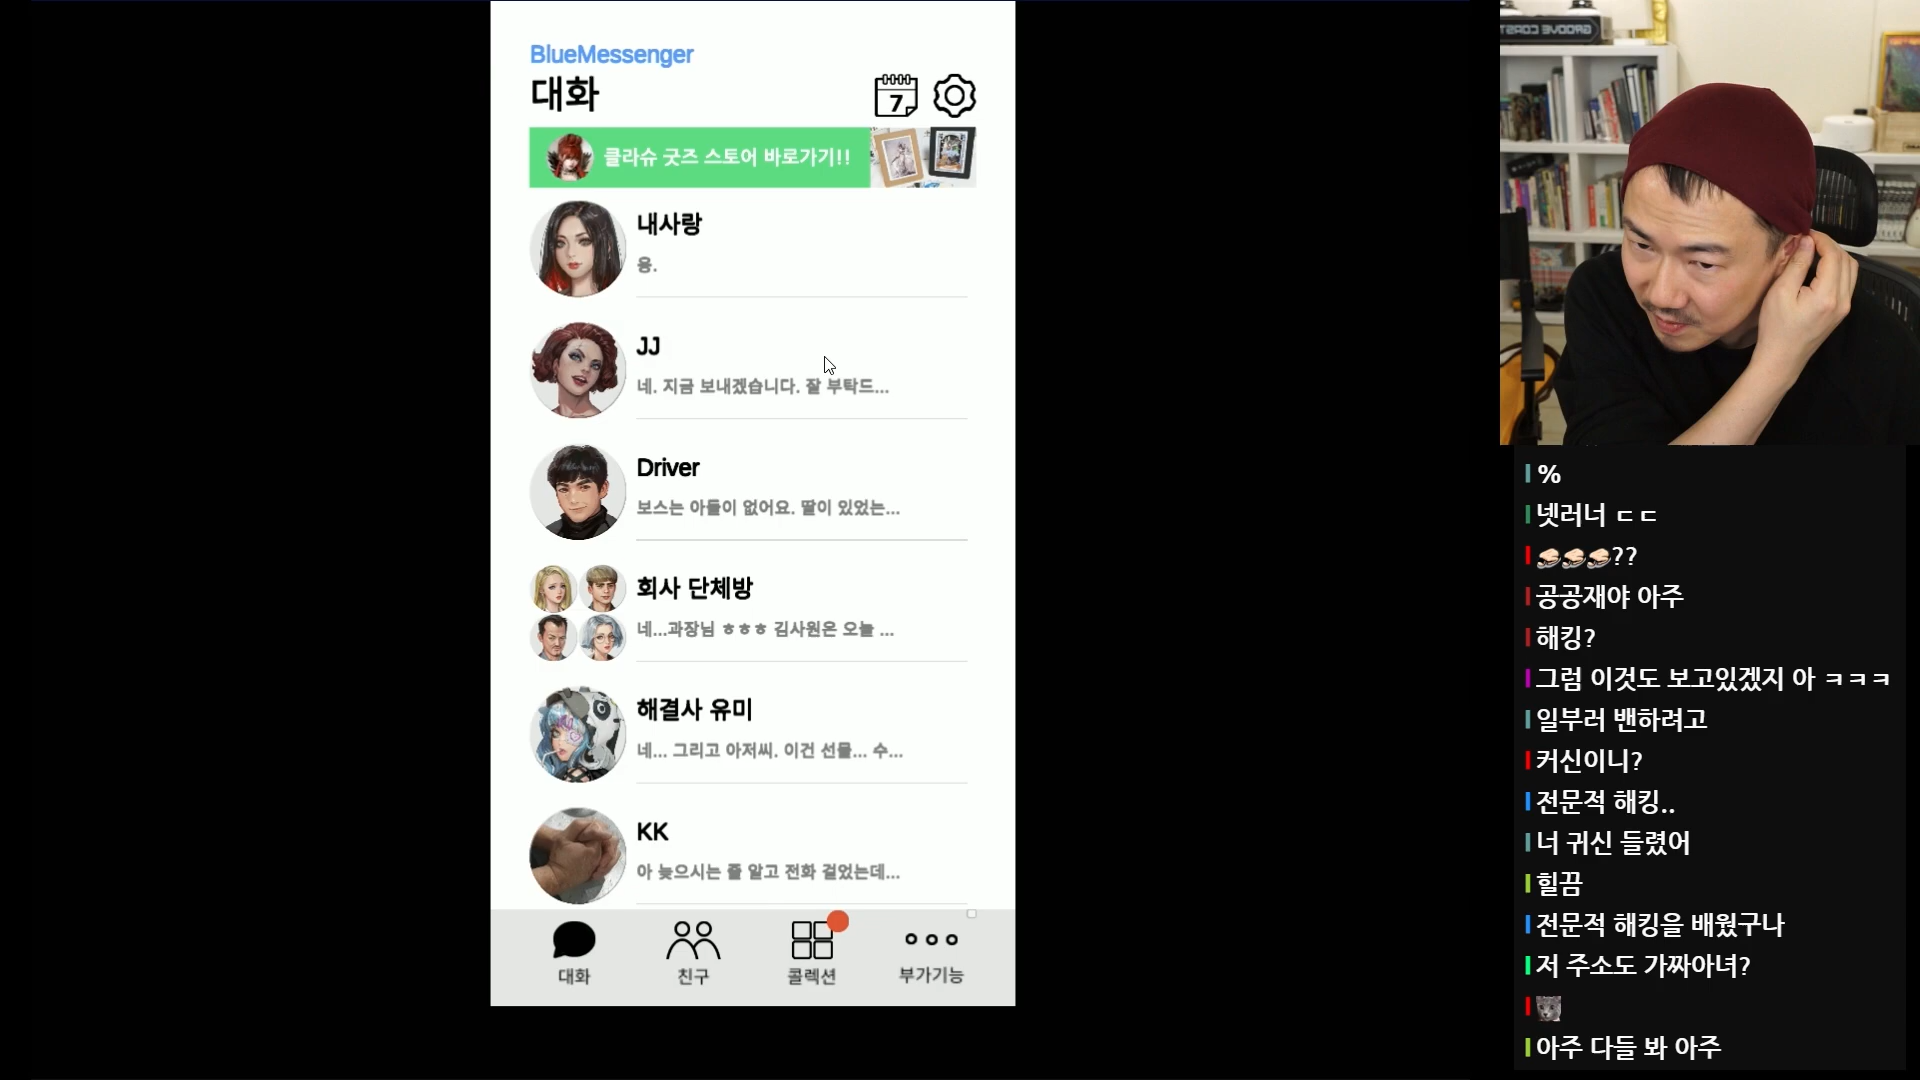 BlueMessenger
대화
7
클라슈 굿즈 스토어 바로가기!!
내사랑
응.
JJ
네. 지금 보내겠습니다. 잘 부탁드...
Driver
보스는 아들이 없어요. 딸이 있었는...
회사 단체방
네...과장님 ㅎㅎㅎ 김사원은 오늘 ...
해결사 유미
네... 그리고 아저씨. 이건 선물... 수...
KK
아 늦으시는 줄 알고 전화 걸었는데...
대화
친구
콜렉션
부가기능
GROOVE COAST
%
넷러너 ㄷㄷ
??
공공재야 아주
해킹?
그럼 이것도 보고있겠지 아 ㅋㅋㅋ
일부러 밴하려고
커신이니?
전문적 해킹..
너 귀신 들렸어
힐끔
전문적 해킹을 배웠구나
저 주소도 가짜아녀?
아주 다들 봐 아주